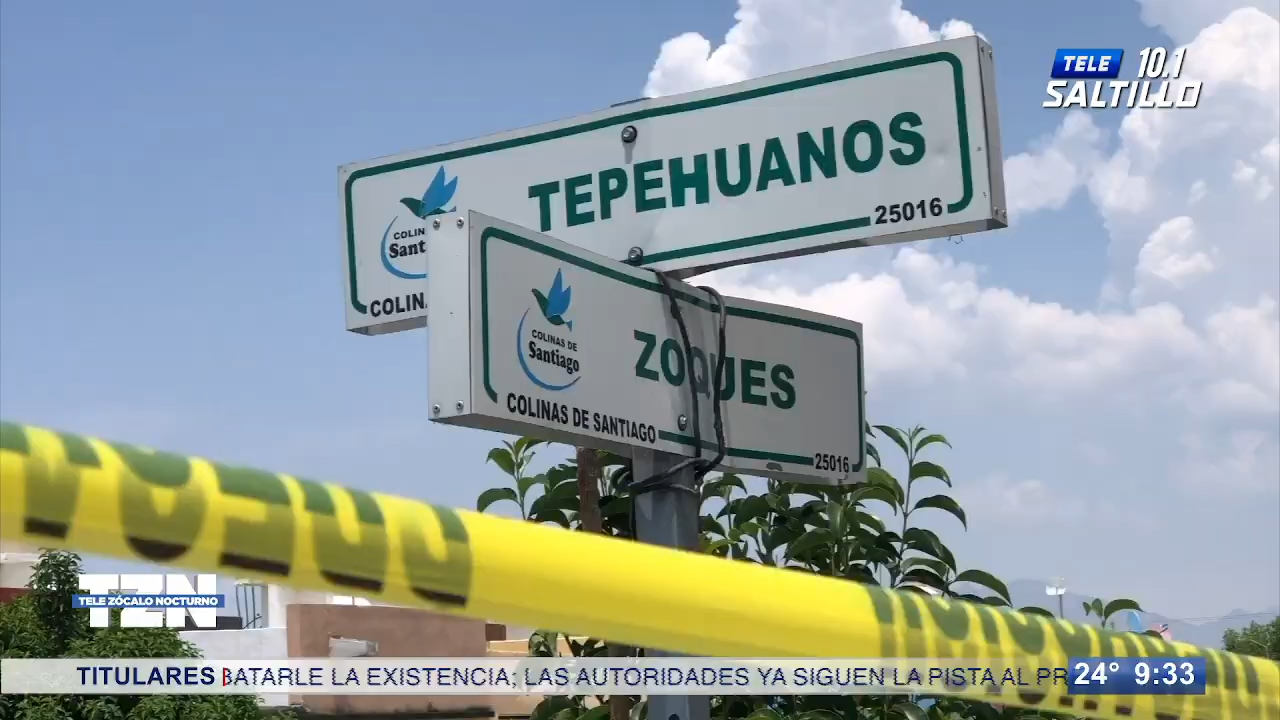 TELE 10.1
SALTILLO
TEPEHUANOS
25016
COLINAS DE
Santiago
ZOQUES
COLINAS DE SANTIAGO
25016
TZN
TELE ZÓCALO NOCTURNO
TITULARES BATARLE LA EXISTENCIA; LAS AUTORIDADES YA SIGUEN LA PISTA AL PR
24° 9:33